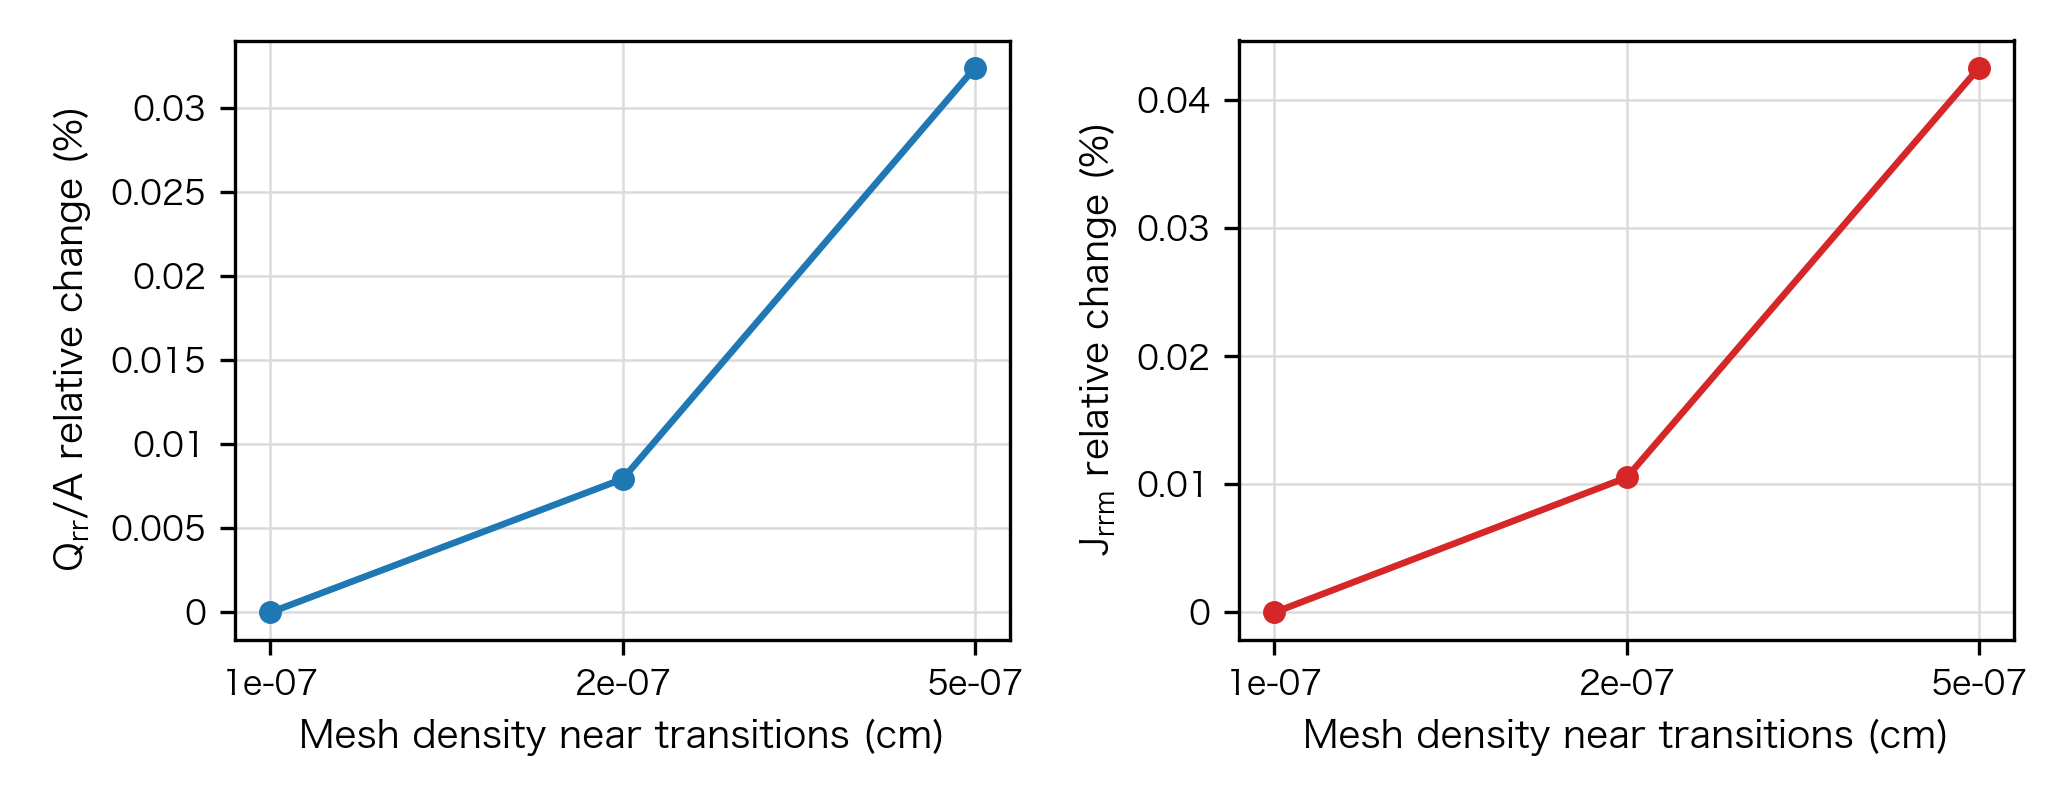 Q_rr/A relative change (%)
0.03
0.025
0.02
0.015
0.01
0.005
0
1e-07 2e-07 5e-07
Mesh density near transitions (cm)
J_rrm relative change (%)
0.04
0.03
0.02
0.01
0
1e-07 2e-07 5e-07
Mesh density near transitions (cm)